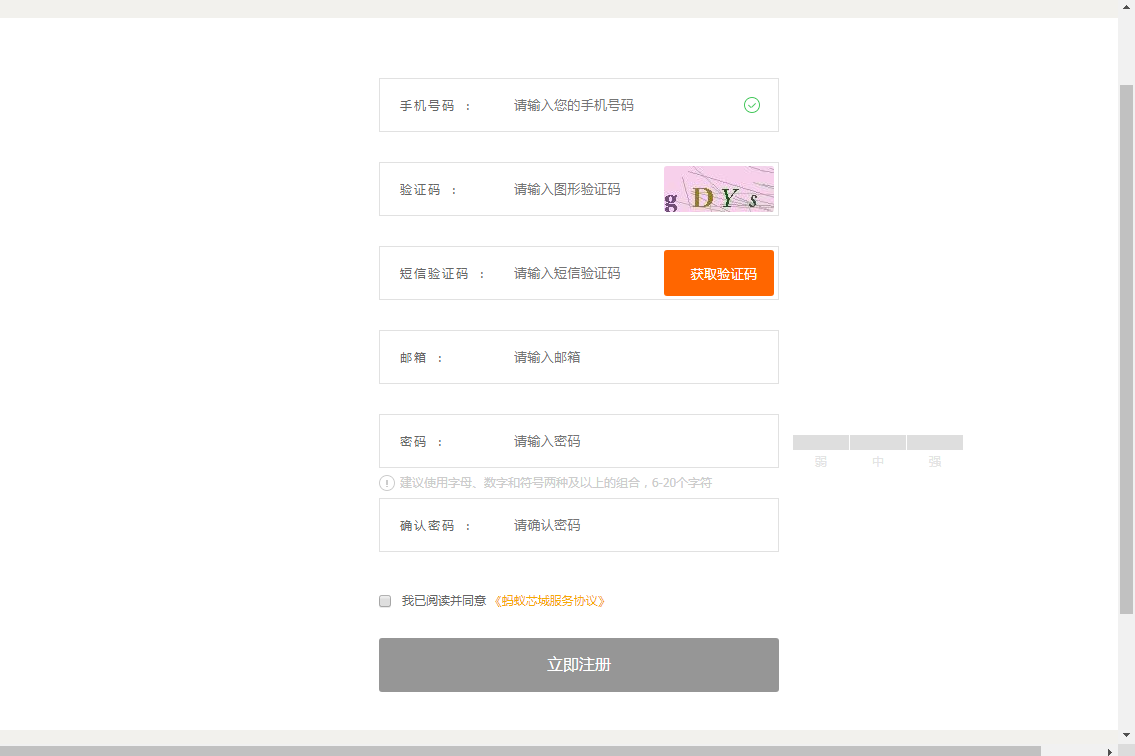 手机号码 : 请输入您的手机号码
验证码 : 请输入图形验证码 g D Y s
短信验证码 : 请输入短信验证码 获取验证码
邮箱 : 请输入邮箱
密码 : 请输入密码
弱 中 强
建议使用字母、数字和符号两种及以上的组合，6-20个字符
确认密码 : 请确认密码
我已阅读并同意 《蚂蚁芯城服务协议》
立即注册